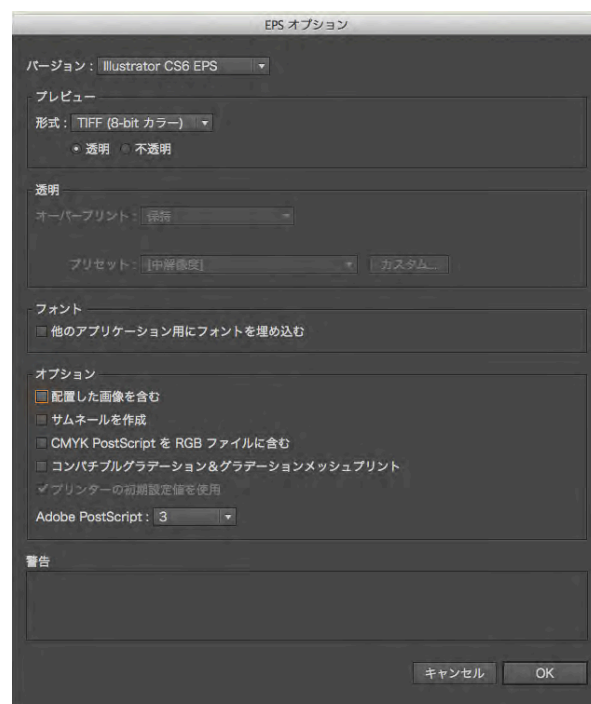 EPS オプション
バージョン : Illustrator CS6 EPS
プレビュー
形式 : TIFF (8-bit カラー)
透明 不透明
透明
オーバープリント : 保持
プリセット : [中解像度] カスタム...
フォント
他のアプリケーション用にフォントを埋め込む
オプション
配置した画像を含む
サムネールを作成
CMYK PostScript を RGB ファイルに含む
コンパチブルグラデーション&グラデーションメッシュプリント
プリンターの初期設定値を使用
Adobe PostScript : 3
警告
キャンセル OK